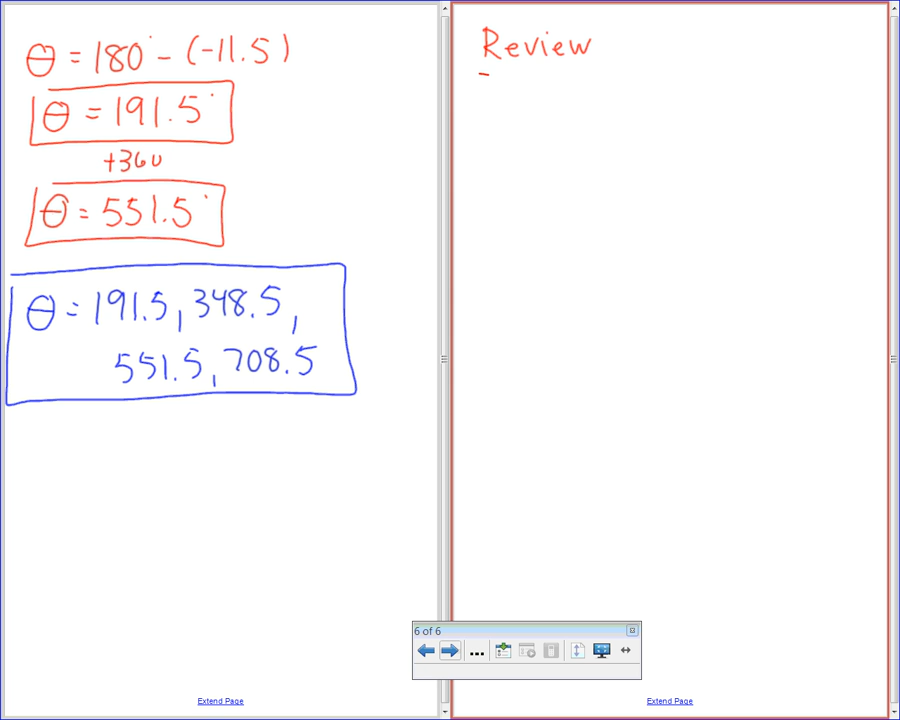 θ = 180° - (-11.5)
θ = 191.5°
+360
θ = 551.5°
θ = 191.5, 348.5,
551.5, 708.5
Extend Page
Review
6 of 6
...
Extend Page